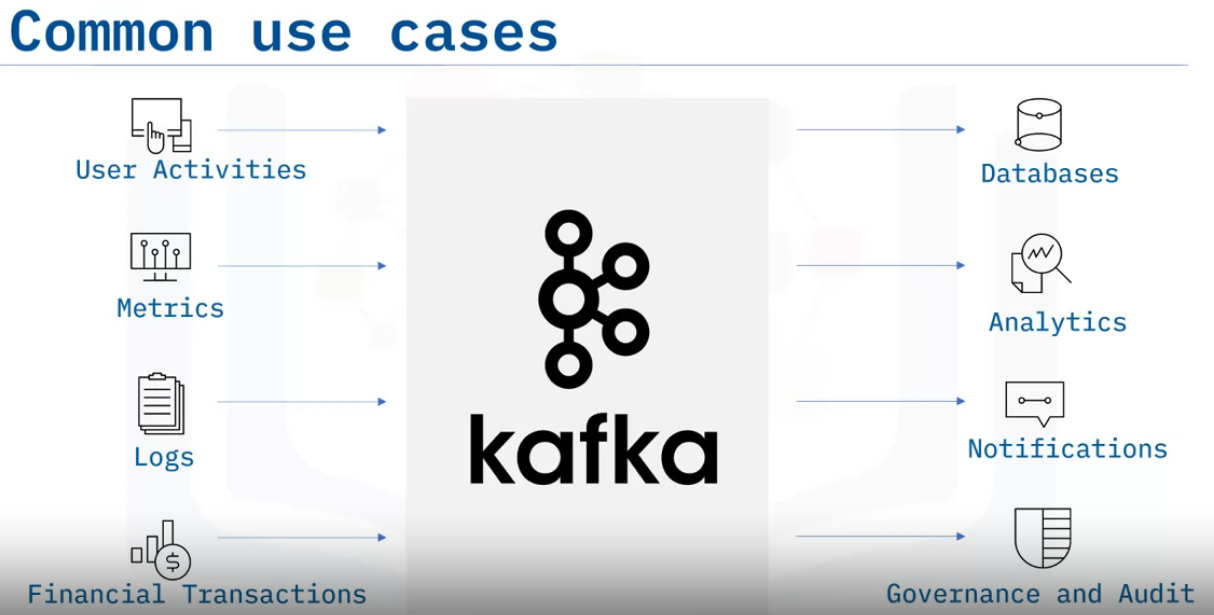 Common use cases
User Activities
Metrics
Logs
Financial Transactions
kafka
Databases
Analytics
Notifications
Governance and Audit